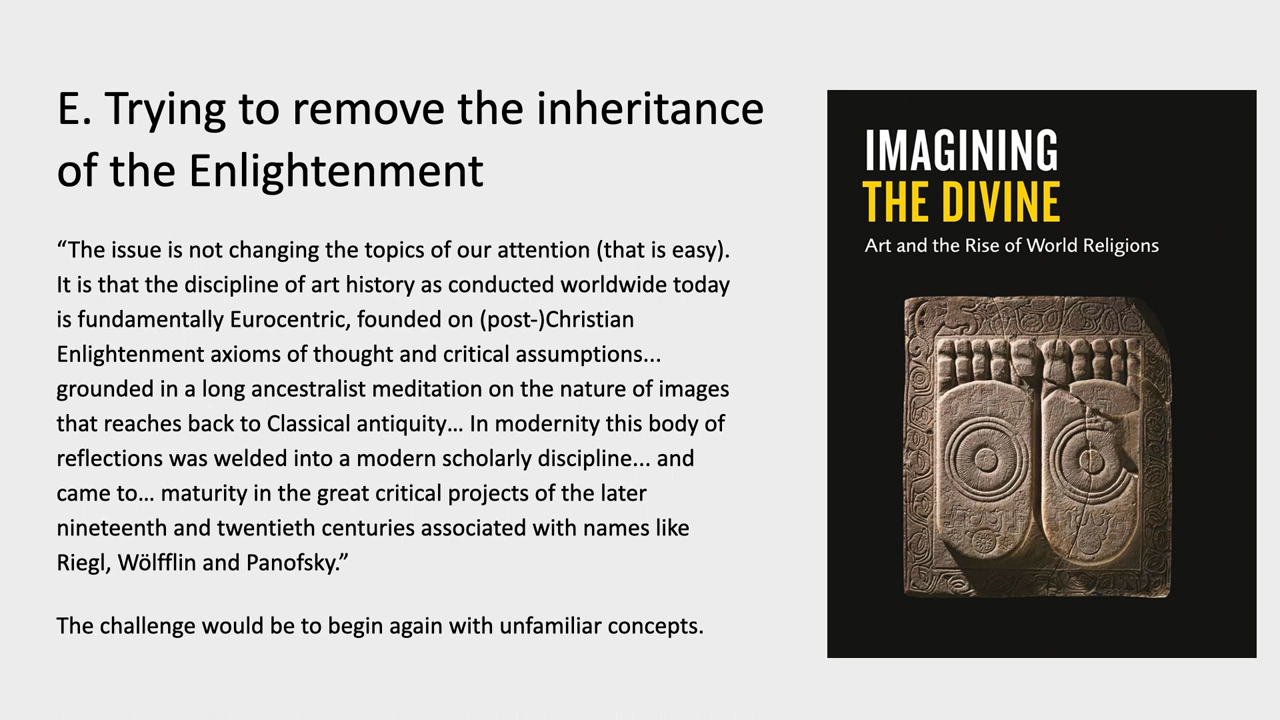 E. Trying to remove the inheritance
of the Enlightenment
“The issue is not changing the topics of our attention (that is easy).
It is that the discipline of art history as conducted worldwide today
is fundamentally Eurocentric, founded on (post-)Christian
Enlightenment axioms of thought and critical assumptions...
grounded in a long ancestralist meditation on the nature of images
that reaches back to Classical antiquity… In modernity this body of
reflections was welded into a modern scholarly discipline... and
came to… maturity in the great critical projects of the later
nineteenth and twentieth centuries associated with names like
Riegl, Wölfflin and Panofsky.”
The challenge would be to begin again with unfamiliar concepts.
IMAGINING
THE DIVINE
Art and the Rise of World Religions